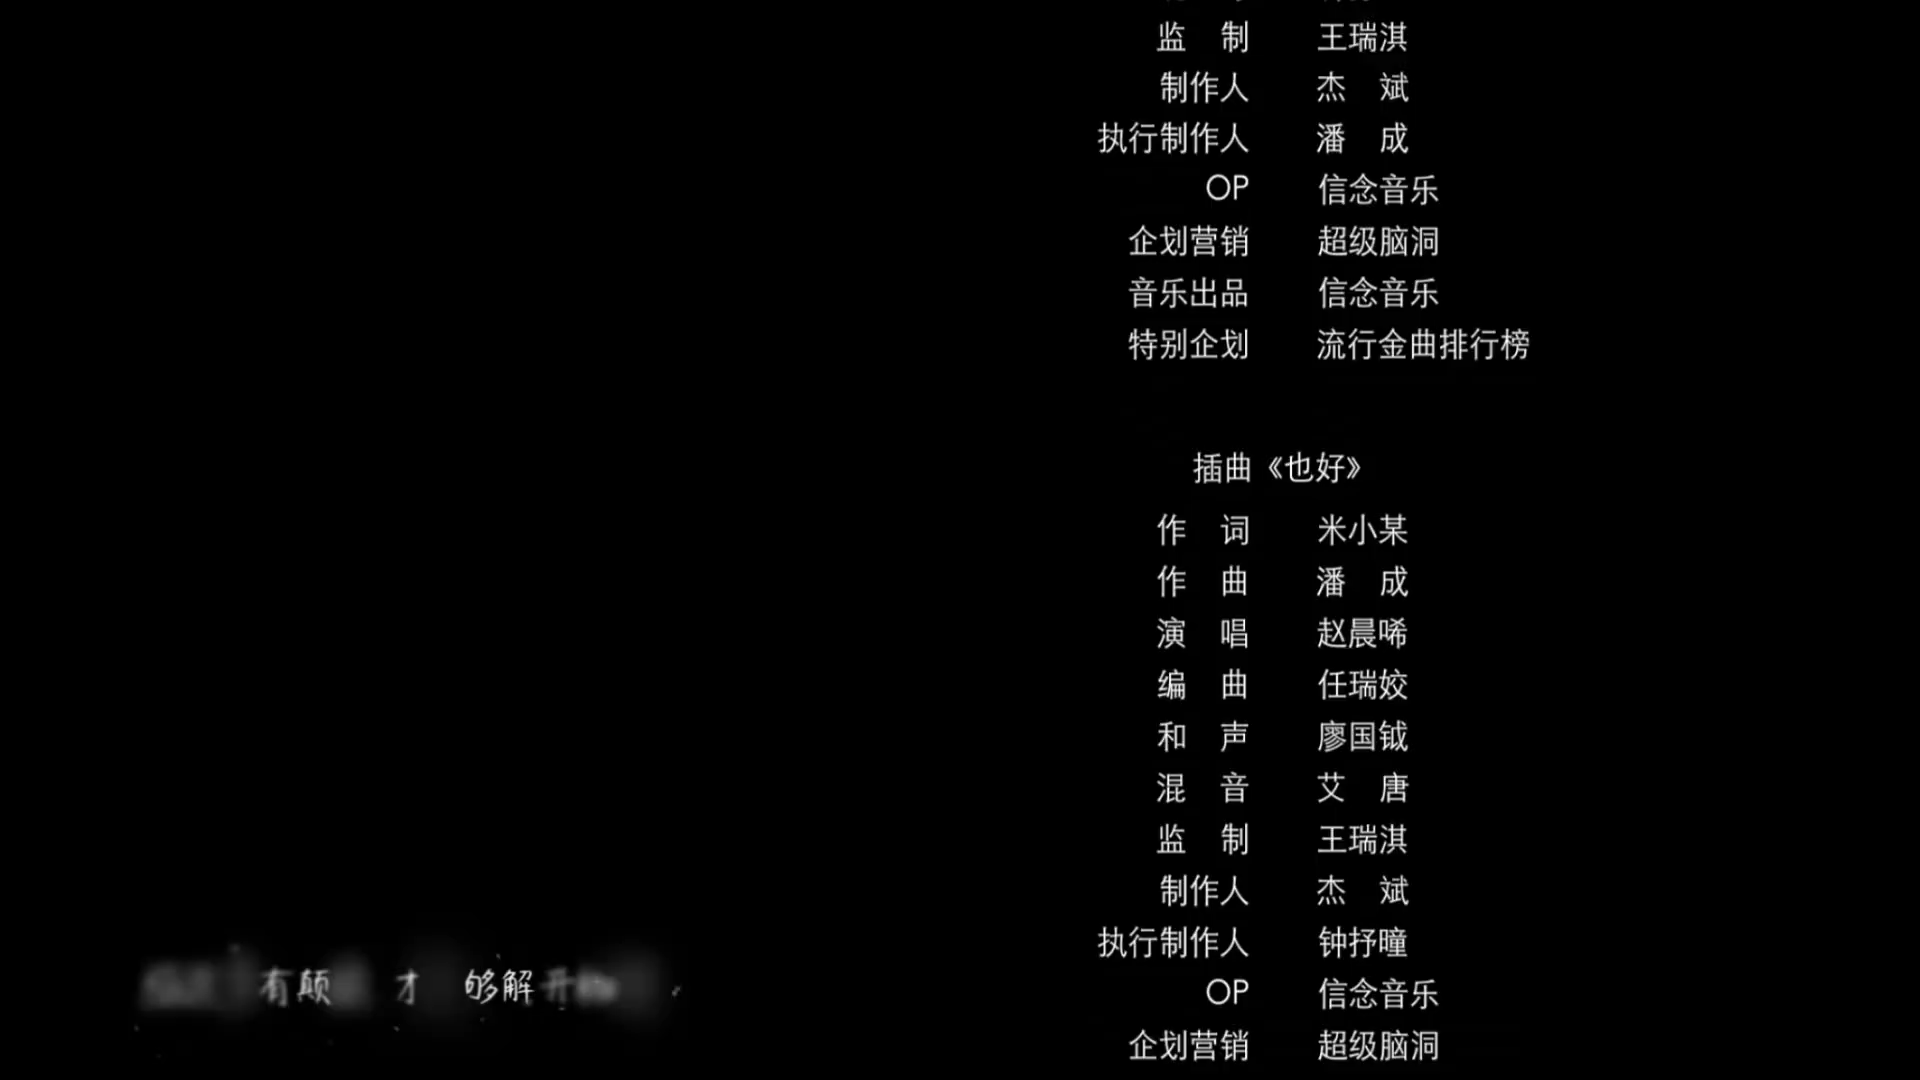 监 制 王瑞淇
制作人 杰 斌
执行制作人 潘 成
OP 信念音乐
企划营销 超级脑洞
音乐出品 信念音乐
特别企划 流行金曲排行榜
插曲《也好》
作 词 米小某
作 曲 潘 成
演 唱 赵晨唏
编 曲 任瑞姣
和 声 廖国钺
混 音 艾 唐
监 制 王瑞淇
制作人 杰 斌
执行制作人 钟抒曈
OP 信念音乐
企划营销 超级脑洞
有颠 才 够解开